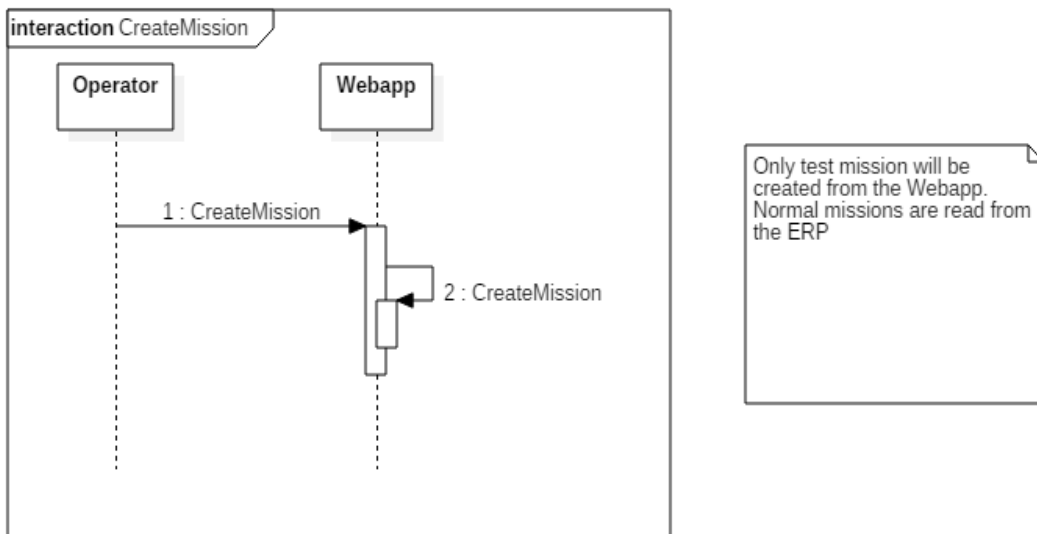 interaction CreateMission
Operator
Webapp
1 : CreateMission
2 : CreateMission
Only test mission will be
created from the Webapp.
Normal missions are read from
the ERP